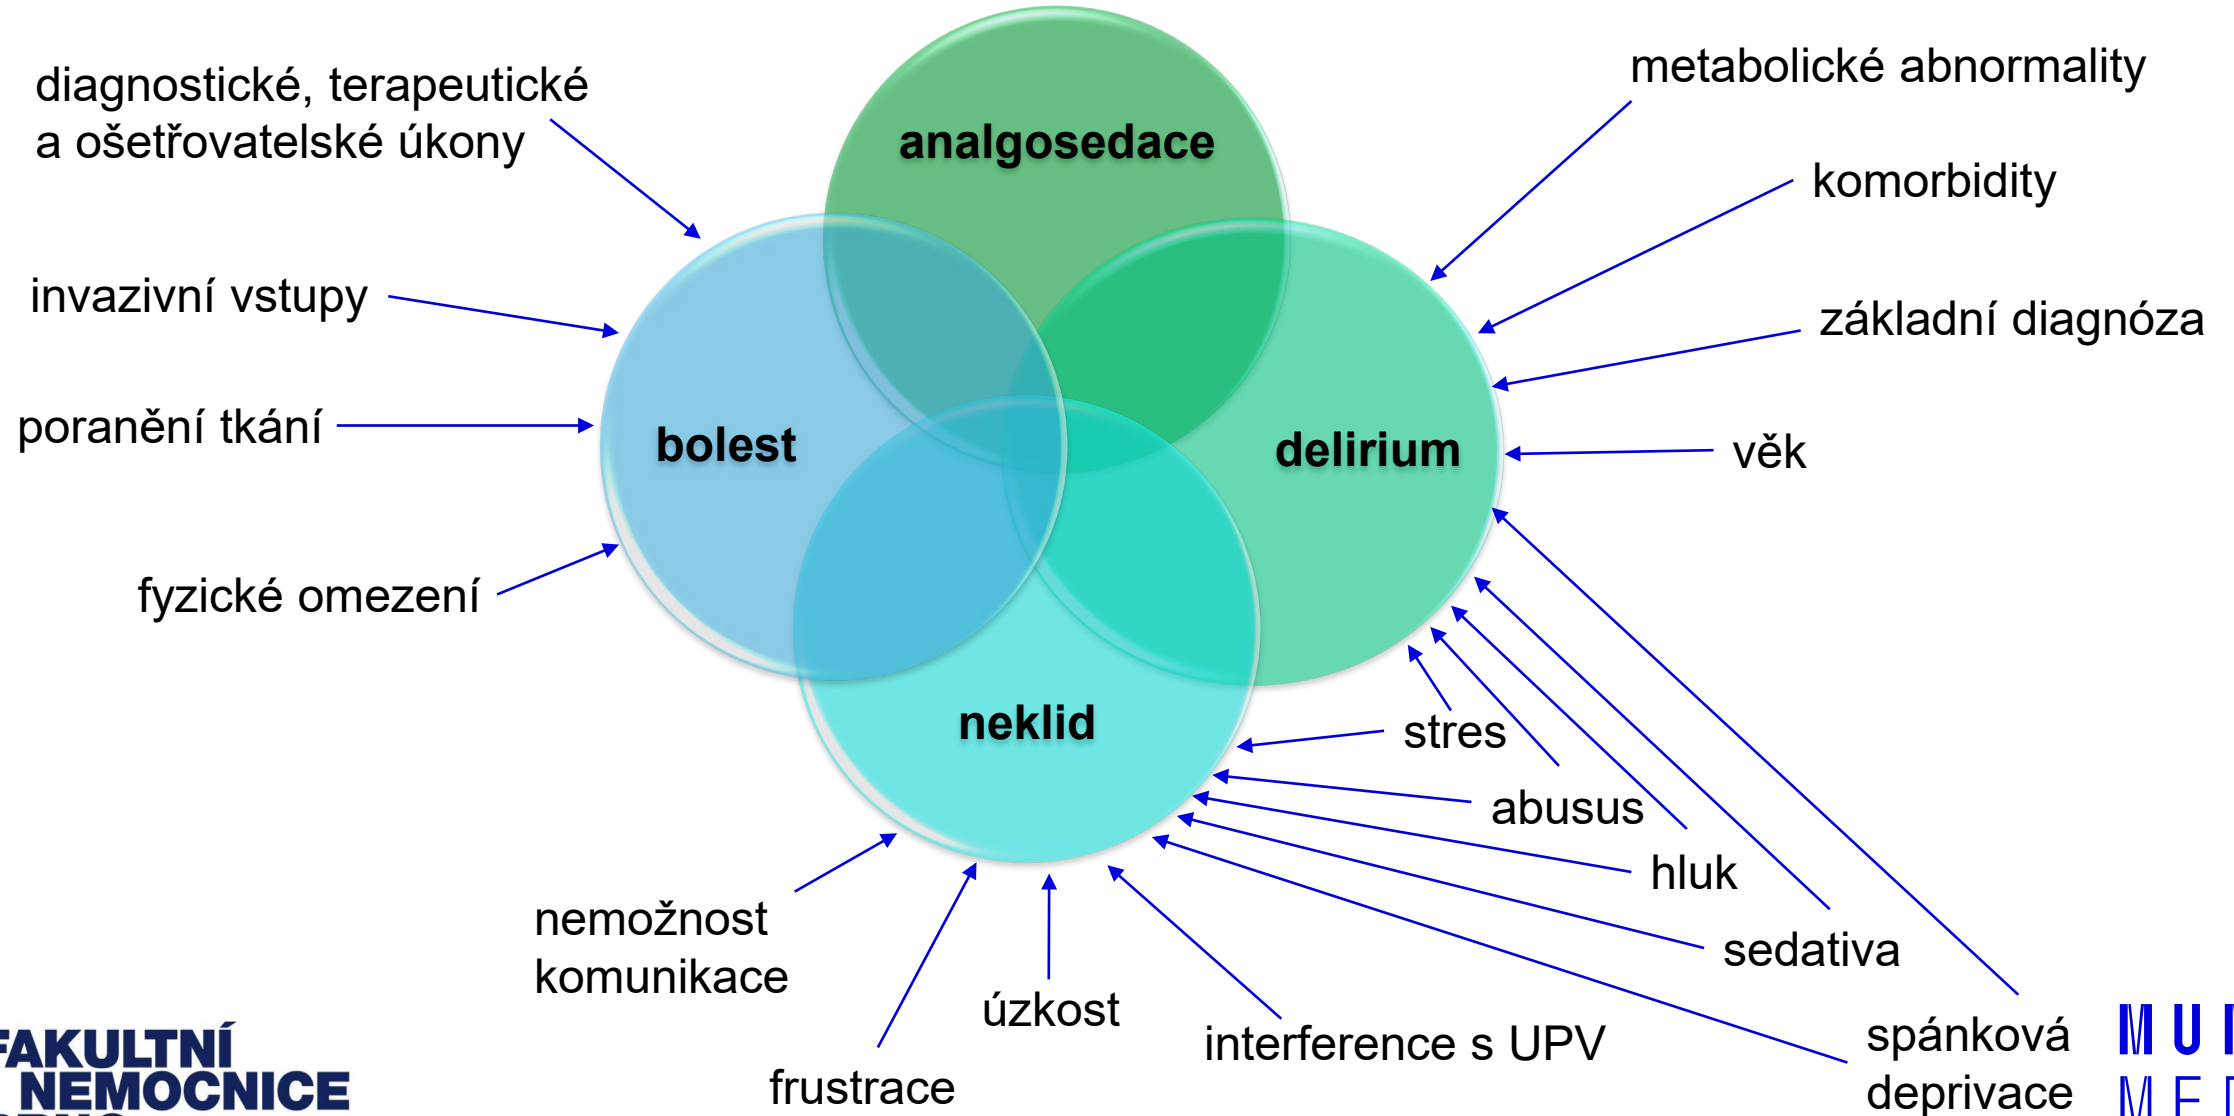 diagnostické, terapeutické
a ošetřovatelské úkony
invazivní vstupy
poranění tkání
fyzické omezení
analgosedace
bolest
delirium
neklid
metabolické abnormality
komorbidity
základní diagnóza
věk
stres
abusus
hluk
sedativa
spánková
deprivace
nemožnost
komunikace
frustrace
úzkost
interference s UPV
FAKULTNÍ
NEMOCNICE